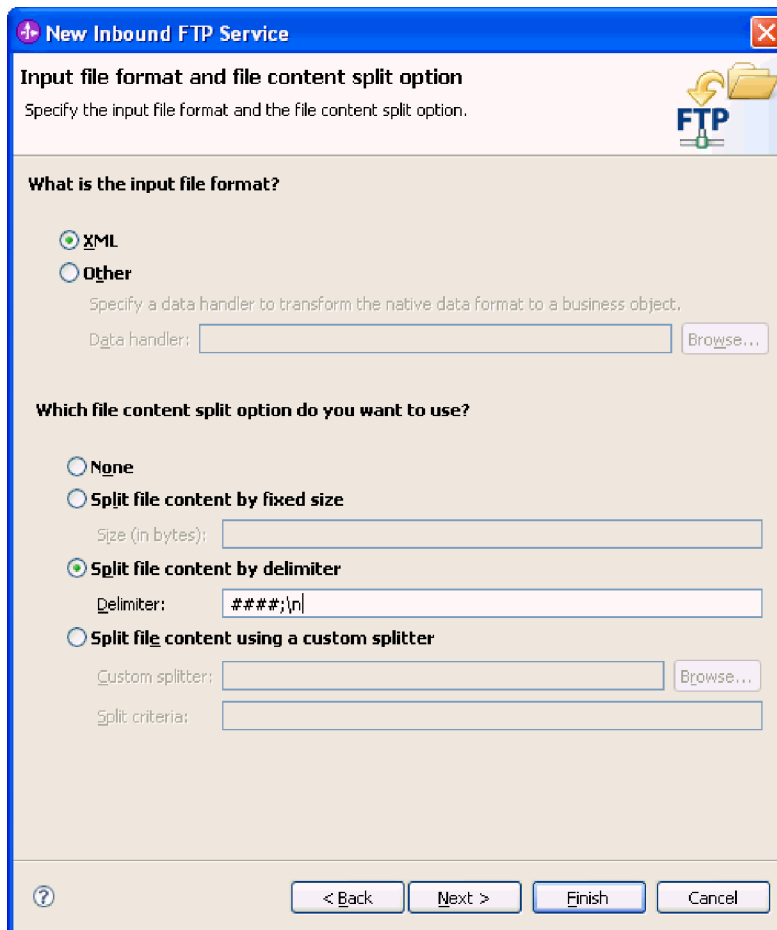 New Inbound FTP Service
Input file format and file content split option
Specify the input file format and the file content split option.
FTP
What is the input file format?
XML
Other
Specify a data handler to transform the native data format to a business object.
Data handler:
Browse...
Which file content split option do you want to use?
None
Split file content by fixed size
Size (in bytes):
Split file content by delimiter
Delimiter: ####;\n
Split file content using a custom splitter
Custom splitter:
Browse...
Split criteria:
?
< Back Next > Finish Cancel